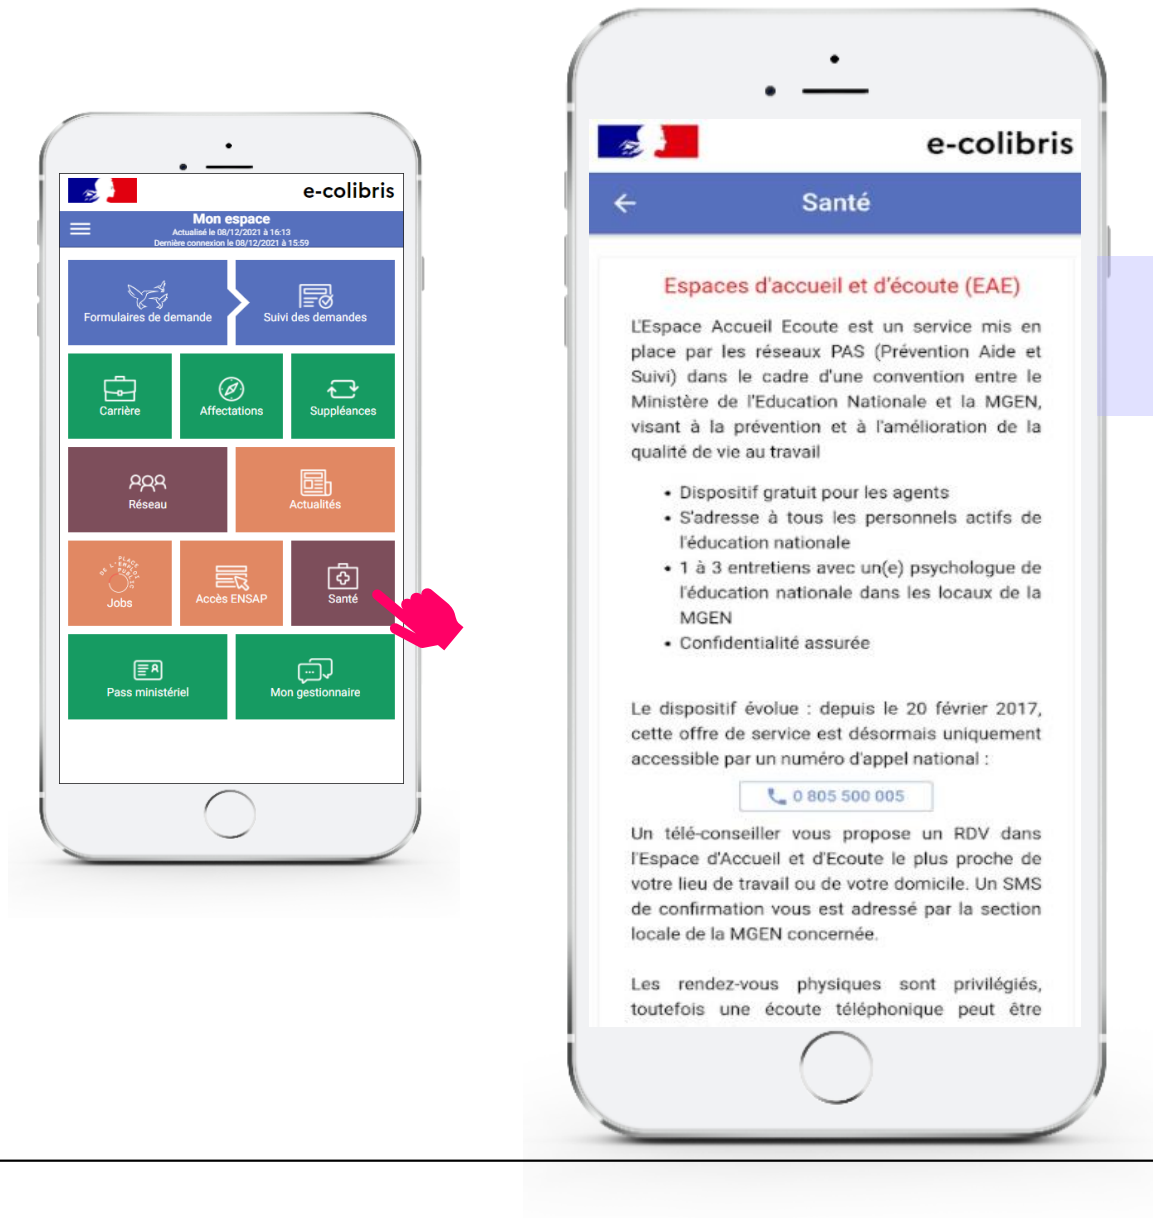 e-colibris
Mon espace
Actualisé le 08/12/2021 à 16:13
Dernière connexion le 08/12/2021 à 15:59
Formulaires de demande
Suivi des demandes
Carrière
Affectations
Suppléances
Réseau
Actualités
PLACE
DE L'EMPLOI
PUBLIC
Jobs
Accès ENSAP
Santé
Pass ministériel
Mon gestionnaire
e-colibris
Santé
Espaces d'accueil et d'écoute (EAE)
L'Espace Accueil Ecoute est un service mis en
place par les réseaux PAS (Prévention Aide et
Suivi) dans le cadre d'une convention entre le
Ministère de l'Education Nationale et la MGEN,
visant à la prévention et à l'amélioration de la
qualité de vie au travail
• Dispositif gratuit pour les agents
• S'adresse à tous les personnels actifs de
l'éducation nationale
• 1 à 3 entretiens avec un(e) psychologue de
l'éducation nationale dans les locaux de la
MGEN
• Confidentialité assurée
Le dispositif évolue : depuis le 20 février 2017,
cette offre de service est désormais uniquement
accessible par un numéro d'appel national :
0 805 500 005
Un télé-conseiller vous propose un RDV dans
l'Espace d'Accueil et d'Ecoute le plus proche de
votre lieu de travail ou de votre domicile. Un SMS
de confirmation vous est adressé par la section
locale de la MGEN concernée.
Les rendez-vous physiques sont privilégiés,
toutefois une écoute téléphonique peut être